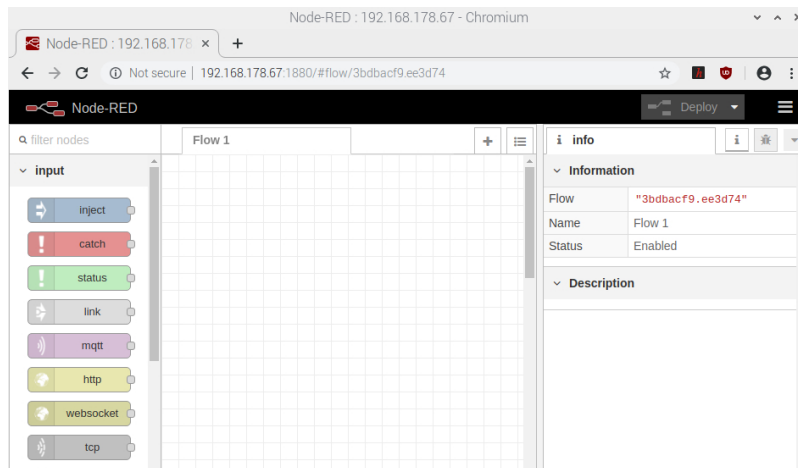 Node-RED : 192.168.178.67 - Chromium
Node-RED : 192.168.178
Not secure | 192.168.178.67:1880/#flow/3bdbacf9.ee3d74
Node-RED
Deploy
filter nodes
Flow 1
i info
input
Information
inject
Flow "3bdbacf9.ee3d74"
Name Flow 1
catch
Status Enabled
status
Description
link
mqtt
http
websocket
tcp